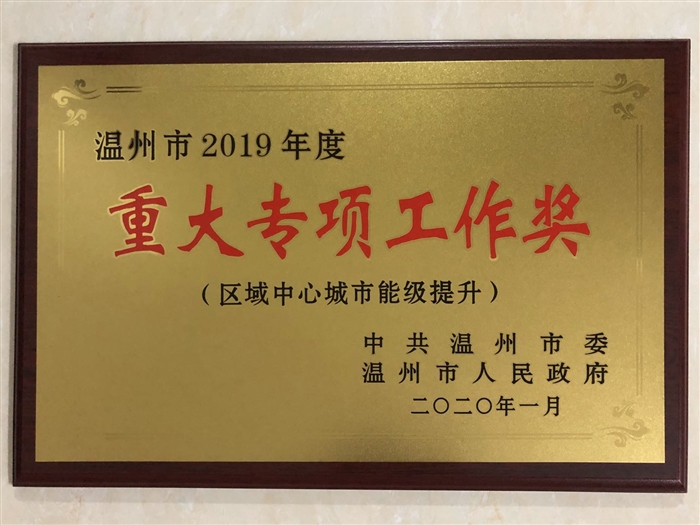 温州市2019年度
重大专项工作奖
（区域中心城市能级提升）
中共温州市委
温州市人民政府
二〇二〇年一月